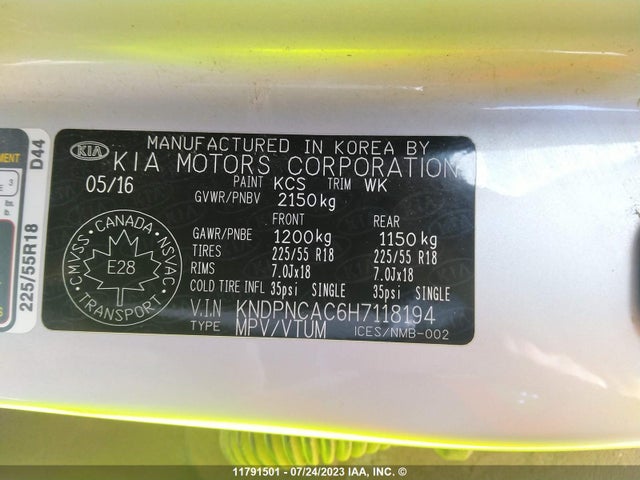 MANUFACTURED IN KOREA BY
KIA
KIA MOTORS CORPORATION
05/16
PAINT KCS TRIM WK
GVWR/PNBV 2150kg
FRONT REAR
GAWR/PNBE 1200kg 1150kg
TIRES 225/55 R18 225/55 R18
RIMS 7.0Jx18 7.0Jx18
COLD TIRE INFL 35psi SINGLE 35psi SINGLE
V.I.N KNDPNCAC6H7118194
TYPE MPV/VTUM ICES/NMB-002
CANADA
CMVSS NSVAC
E28
TRANSPORT
D44
225/55R18
11791501 - 07/24/2023 IAA, INC. ©